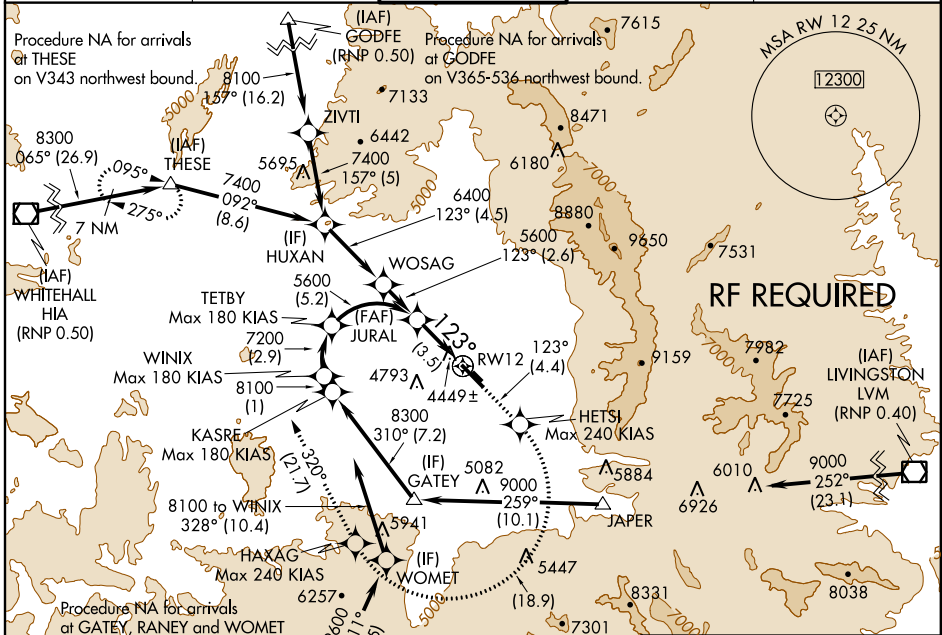 Procedure NA for arrivals
at THESE
on V343 northwest bound.
(IAF)
GODFE
(RNP 0.50)
Procedure NA for arrivals
at GODFE
on V365-536 northwest bound.
7615
MSA RW 12 25 NM
12300
5000
8100
157° (16.2)
7133
ZIVTI
6442
8471
6180
7000
5695
7400
157° (5)
8300
065° (26.9)
(IAF)
THESE
095°
275°
7 NM
7400
092°
(8.6)
6400
123° (4.5)
5600
123° (2.6)
8880
9650
7531
5000
(IAF)
WHITEHALL
HIA
(RNP 0.50)
(IF)
HUXAN
WOSAG
RF REQUIRED
TETBY
Max 180 KIAS
5600
(5.2)
(FAF)
JURAL
123°
(3.5)
RW12
123°
(4.4)
7200
(2.9)
WINIX
Max 180 KIAS
8100
(1)
4793
4449±
9159
7982
7000
7725
(IAF)
LIVINGSTON
LVM
(RNP 0.40)
KASRE
Max 180 KIAS
8300
310° (7.2)
HETSI
Max 240 KIAS
320°
(21.7)
(IF)
GATEY
5082
9000
259°
(10.1)
5884
JAPER
6926
6010
9000
252°
(23.1)
8100 to WINIX
328° (10.4)
5941
HAXAG
Max 240 KIAS
(IF)
WOMET
5447
(18.9)
6257
5000
8331
7000
8038
7301
Procedure NA for arrivals
at GATEY, RANEY and WOMET